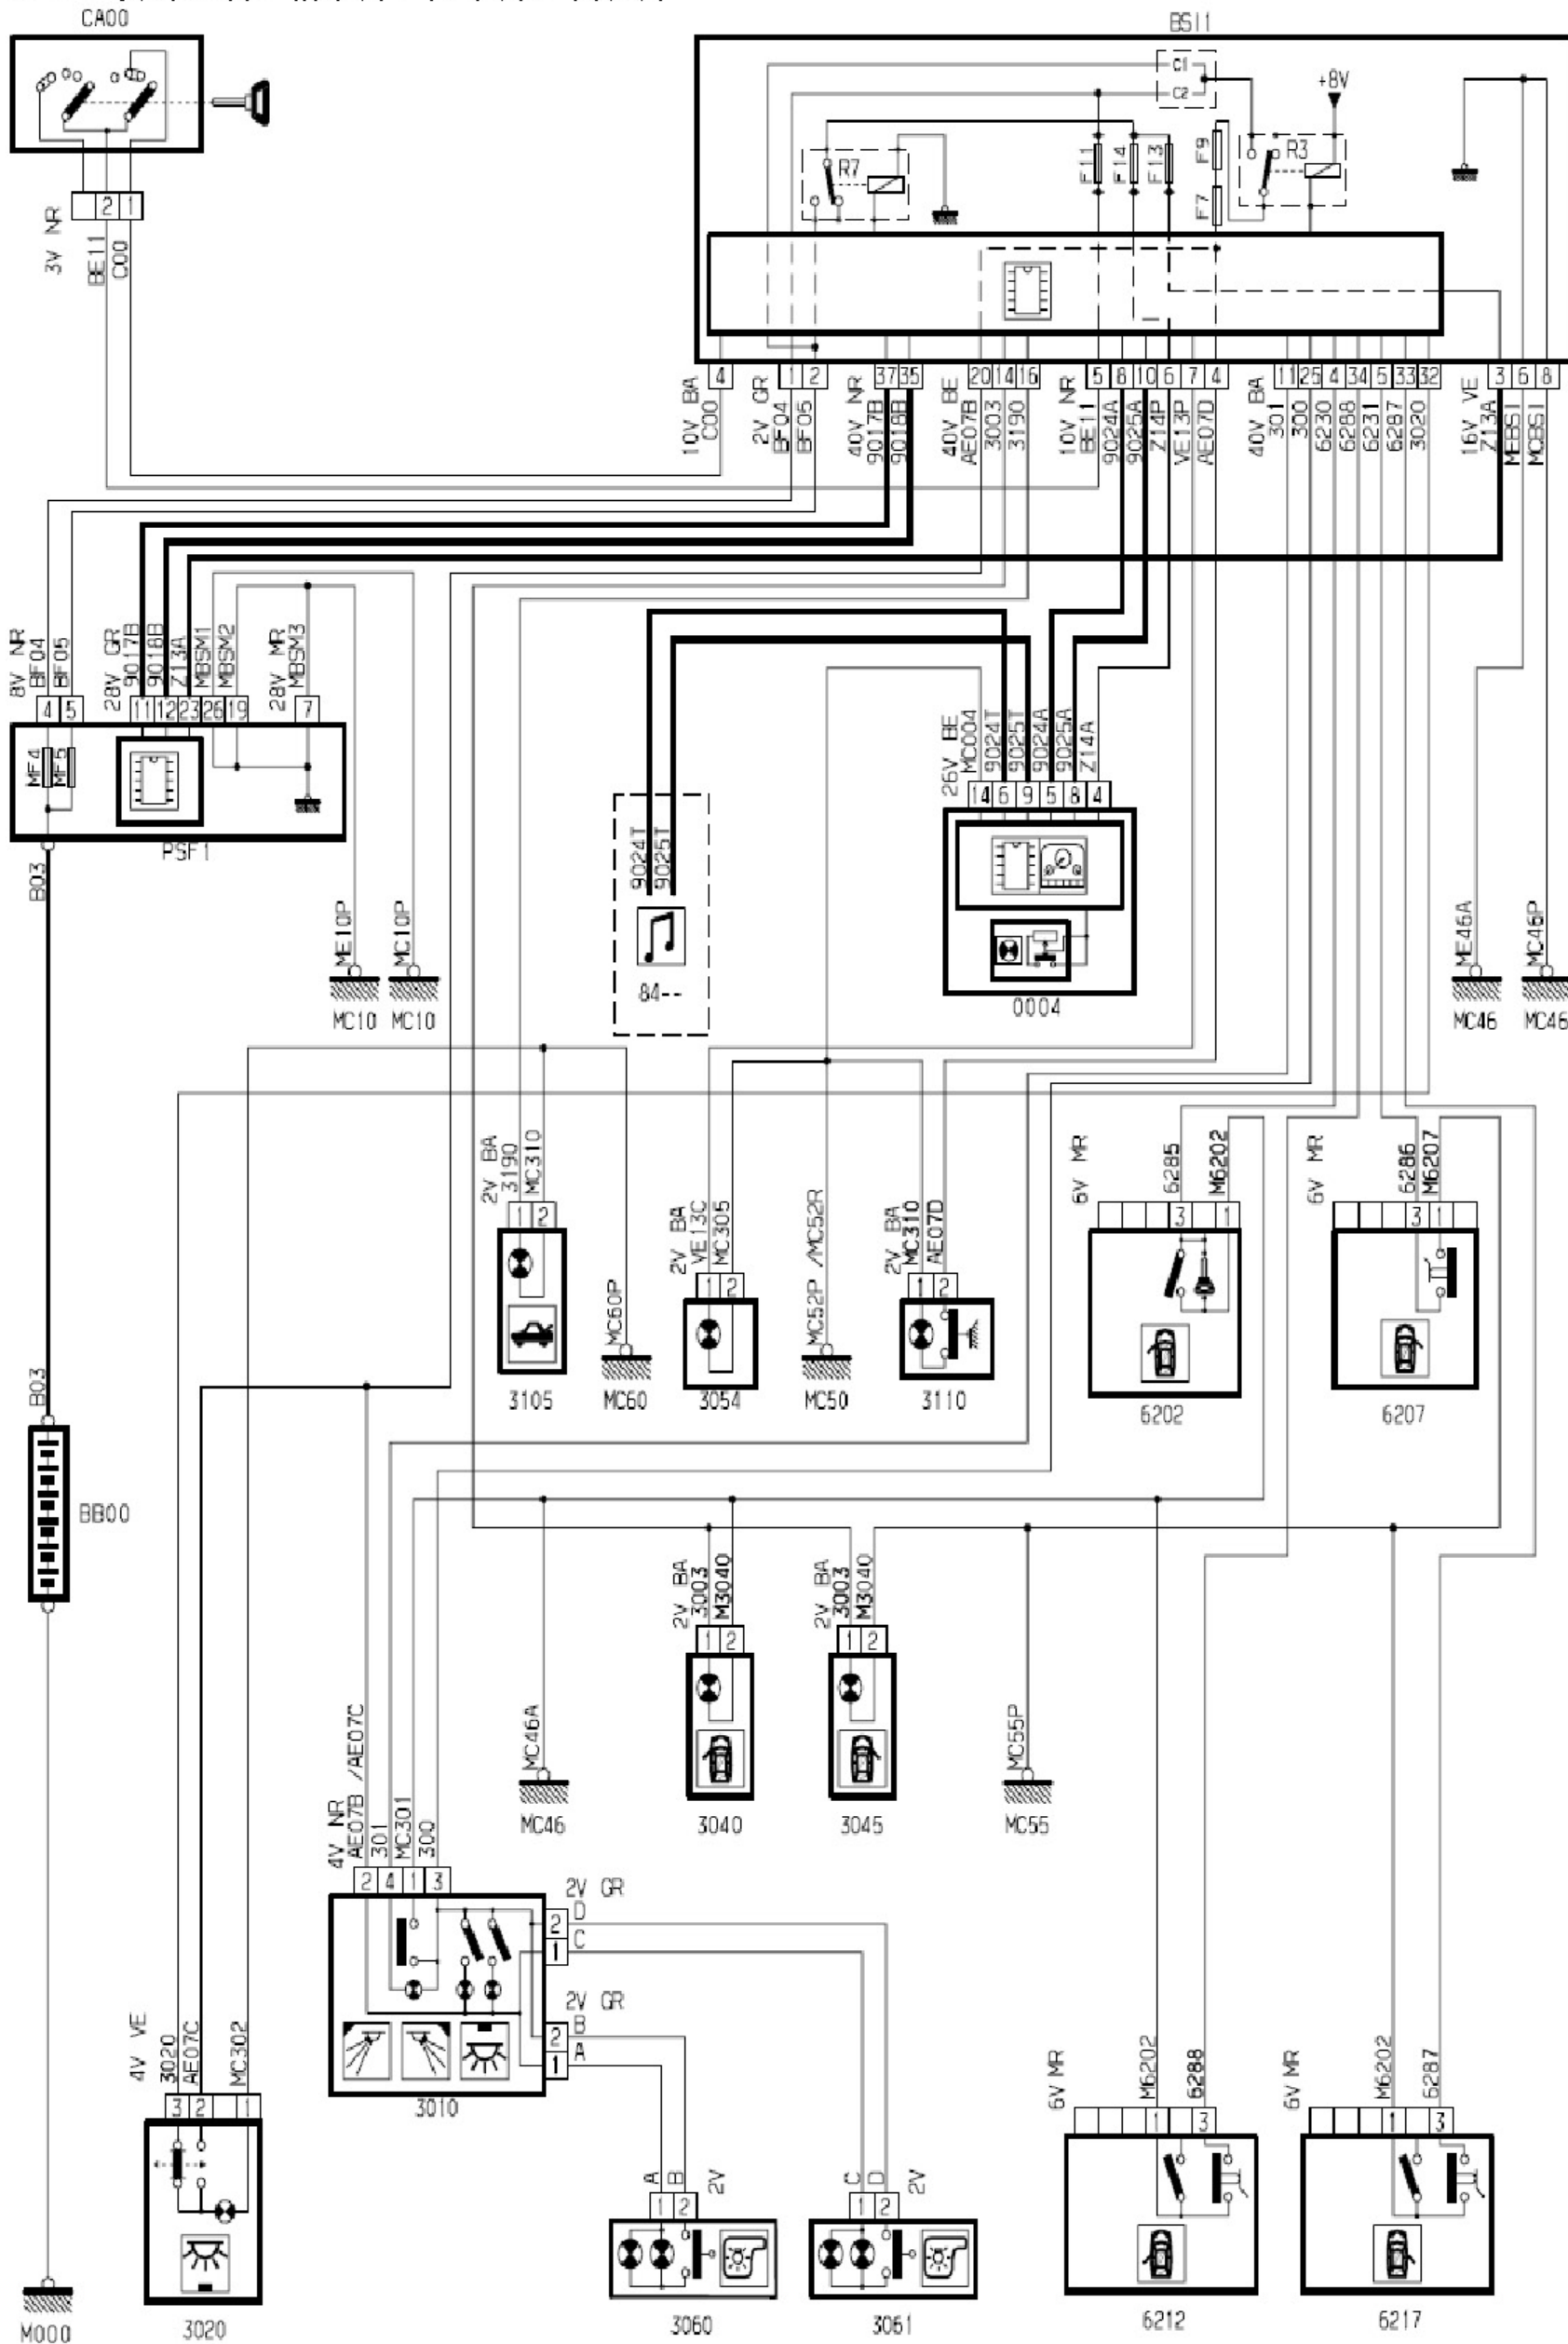 CA00
BSI1
C1
C2
+8V
R7
F11
F14
F13
F9
F7
R3
3V NR
2 1
BE11
C00
4
1 2
37 35
20 14 16
5 8 10 6 7 4
11 25 4 34 5 33 32
3 6 8
10V BA
C00
2V GR
BF04
BF05
40V NR
9017B
9018B
40V BE
AE07B
3003
3190
10V NR
BE11
9024A
9025A
Z14P
VE13P
AE07D
40V BA
301
300
6230
6288
6231
6287
3020
16V VE
Z13A
MEBSI
MCBSI
8V NR
BF04
BF05
28V GR
9017B
9018B
Z13A
MBSM1
MBSM2
28V MR
MBSM3
4 5
11 12 23 26 19
7
MF4
MF5
PSF1
B03
26V BE
MC004
9024T
9025T
9024A
9025A
Z14A
14 6 9 5 8 4
0004
9024T
9025T
84--
ME10P
MC10P
MC10
MC10
ME46A
MC46P
MC46
MC46
2V BA
3190
MC310
1 2
3105
MC60P
MC60
2V BA
VE13C
MC305
1 2
3054
MC52P /MC52R
MC50
2V BA
MC310
AE07D
1 2
3110
6V MR
6285
M6202
3 1
6202
6V MR
6286
M6207
3 1
6207
B03
BB00
2V BA
3003
M3040
1 2
3040
2V BA
3003
M3040
1 2
3045
MC46A
MC46
MC55P
MC55
4V NR
AE07B /AE07C
301
MC301
300
2 4 1 3
2V GR
D
2
C
1
2V GR
B
2
A
1
3010
4V VE
3020
AE07C
MC302
3 2 1
3020
A
B
2V
1 2
3060
C
D
2V
1 2
3061
6V MR
M6202
6288
1 3
6212
6V MR
M6202
6287
1 3
6217
M000